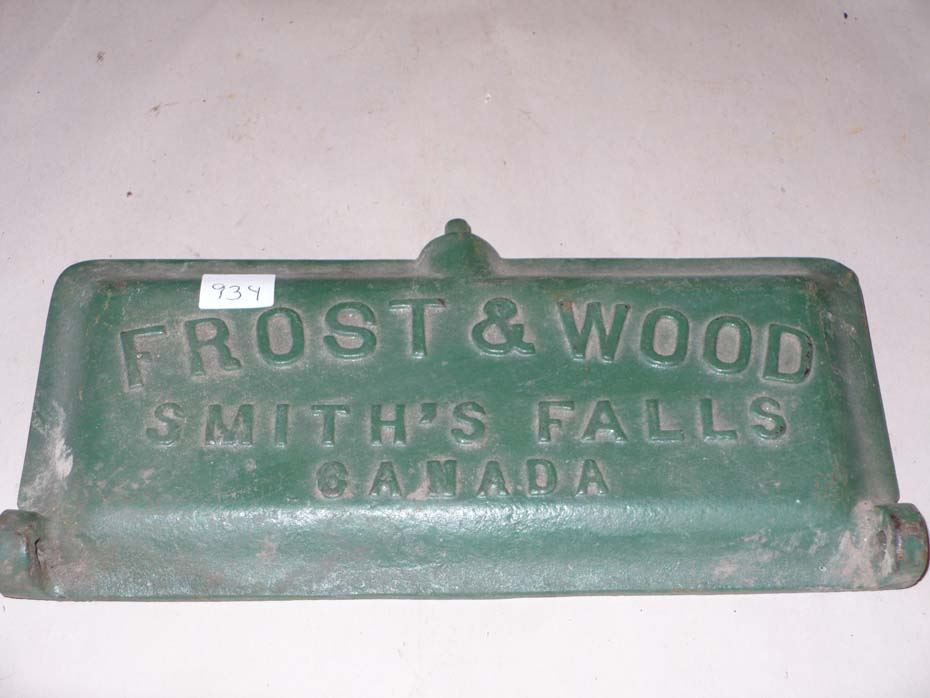 934
FROST & WOOD
SMITH'S FALLS
CANADA